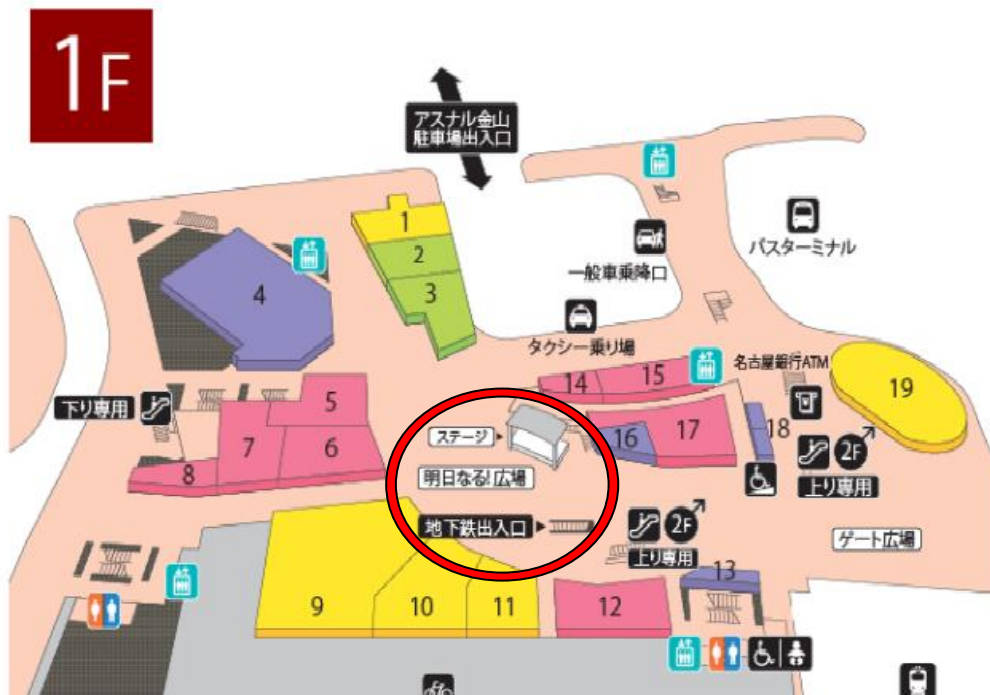 1F
アスナル金山
駐車場出入口
一般車乗降口
バスターミナル
タクシー乗り場
名古屋銀行ATM
1
2
3
4
5
6
7
8
14
15
16
17
18
19
下り専用
ステージ
明日なる!広場
地下鉄出入口
2F
上り専用
2F
上り専用
ゲート広場
9
10
11
12
13